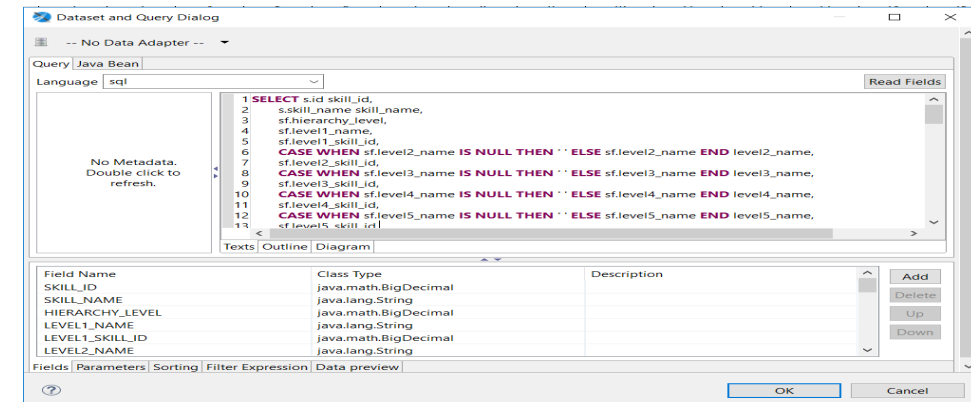 Dataset and Query Dialog
-- No Data Adapter --
Query Java Bean
Language sql Read Fields
No Metadata.
Double click to
refresh.
1 SELECT s.id skill_id,
2 s.skill_name skill_name,
3 sf.hierarchy_level,
4 sf.level1_name,
5 sf.level1_skill_id,
6 CASE WHEN sf.level2_name IS NULL THEN ' ' ELSE sf.level2_name END level2_name,
7 sf.level2_skill_id,
8 CASE WHEN sf.level3_name IS NULL THEN ' ' ELSE sf.level3_name END level3_name,
9 sf.level3_skill_id,
10 CASE WHEN sf.level4_name IS NULL THEN ' ' ELSE sf.level4_name END level4_name,
11 sf.level4_skill_id,
12 CASE WHEN sf.level5_name IS NULL THEN ' ' ELSE sf.level5_name END level5_name,
13 sf.level5_skill_id
Texts Outline Diagram
Field Name Class Type Description
SKILL_ID java.math.BigDecimal
SKILL_NAME java.lang.String
HIERARCHY_LEVEL java.math.BigDecimal
LEVEL1_NAME java.lang.String
LEVEL1_SKILL_ID java.math.BigDecimal
LEVEL2_NAME java.lang.String
Add
Delete
Up
Down
Fields Parameters Sorting Filter Expression Data preview
? OK Cancel